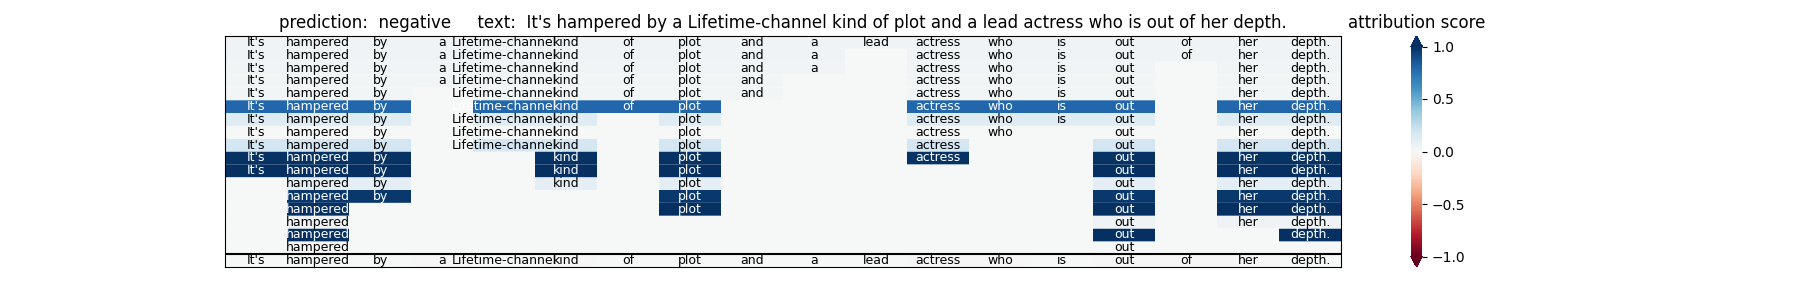 prediction:  negative     text:  It's hampered by a Lifetime-channel kind of plot and a lead actress who is out of her depth.     attribution score
It's hampered by a Lifetime-channel kind of plot and a lead actress who is out of her depth.
It's hampered by a Lifetime-channel kind of plot and a actress who is out of her depth.
It's hampered by a Lifetime-channel kind of plot and a actress who is out her depth.
It's hampered by a Lifetime-channel kind of plot and actress who is out her depth.
It's hampered by Lifetime-channel kind of plot and actress who is out her depth.
It's hampered by Lifetime-channel kind of plot actress who is out her depth.
It's hampered by Lifetime-channel kind plot actress who is out her depth.
It's hampered by Lifetime-channel kind plot actress who out her depth.
It's hampered by Lifetime-channel kind plot actress out her depth.
It's hampered by kind plot actress out her depth.
It's hampered by kind plot out her depth.
hampered by kind plot out her depth.
hampered by plot out her depth.
hampered plot out her depth.
hampered out her depth.
hampered out depth.
hampered out
It's hampered by a Lifetime-channel kind of plot and a lead actress who is out of her depth.
1.0
0.5
0.0
−0.5
−1.0